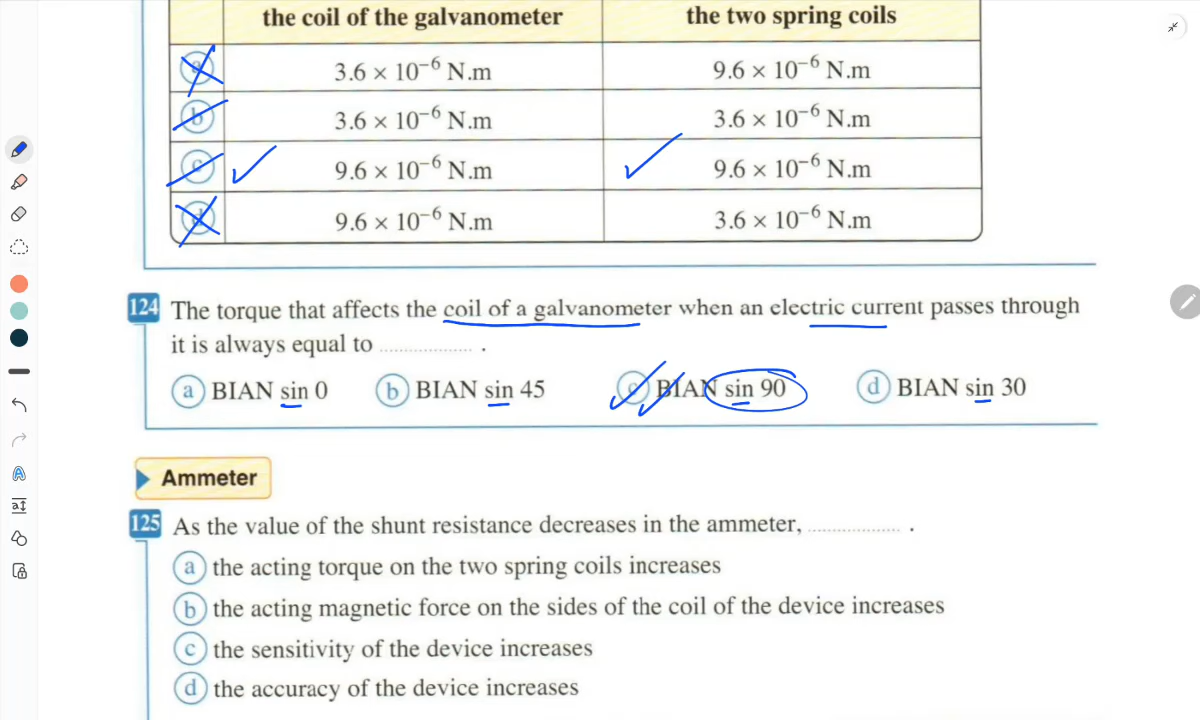 the coil of the galvanometer the two spring coils
3.6 × 10⁻⁶ N.m 9.6 × 10⁻⁶ N.m
b 3.6 × 10⁻⁶ N.m 3.6 × 10⁻⁶ N.m
c 9.6 × 10⁻⁶ N.m 9.6 × 10⁻⁶ N.m
d 9.6 × 10⁻⁶ N.m 3.6 × 10⁻⁶ N.m
124 The torque that affects the coil of a galvanometer when an electric current passes through
it is always equal to .................. .
a BIAN sin 0 b BIAN sin 45 c BIAN sin 90 d BIAN sin 30
Ammeter
125 As the value of the shunt resistance decreases in the ammeter, .................. .
a the acting torque on the two spring coils increases
b the acting magnetic force on the sides of the coil of the device increases
c the sensitivity of the device increases
d the accuracy of the device increases